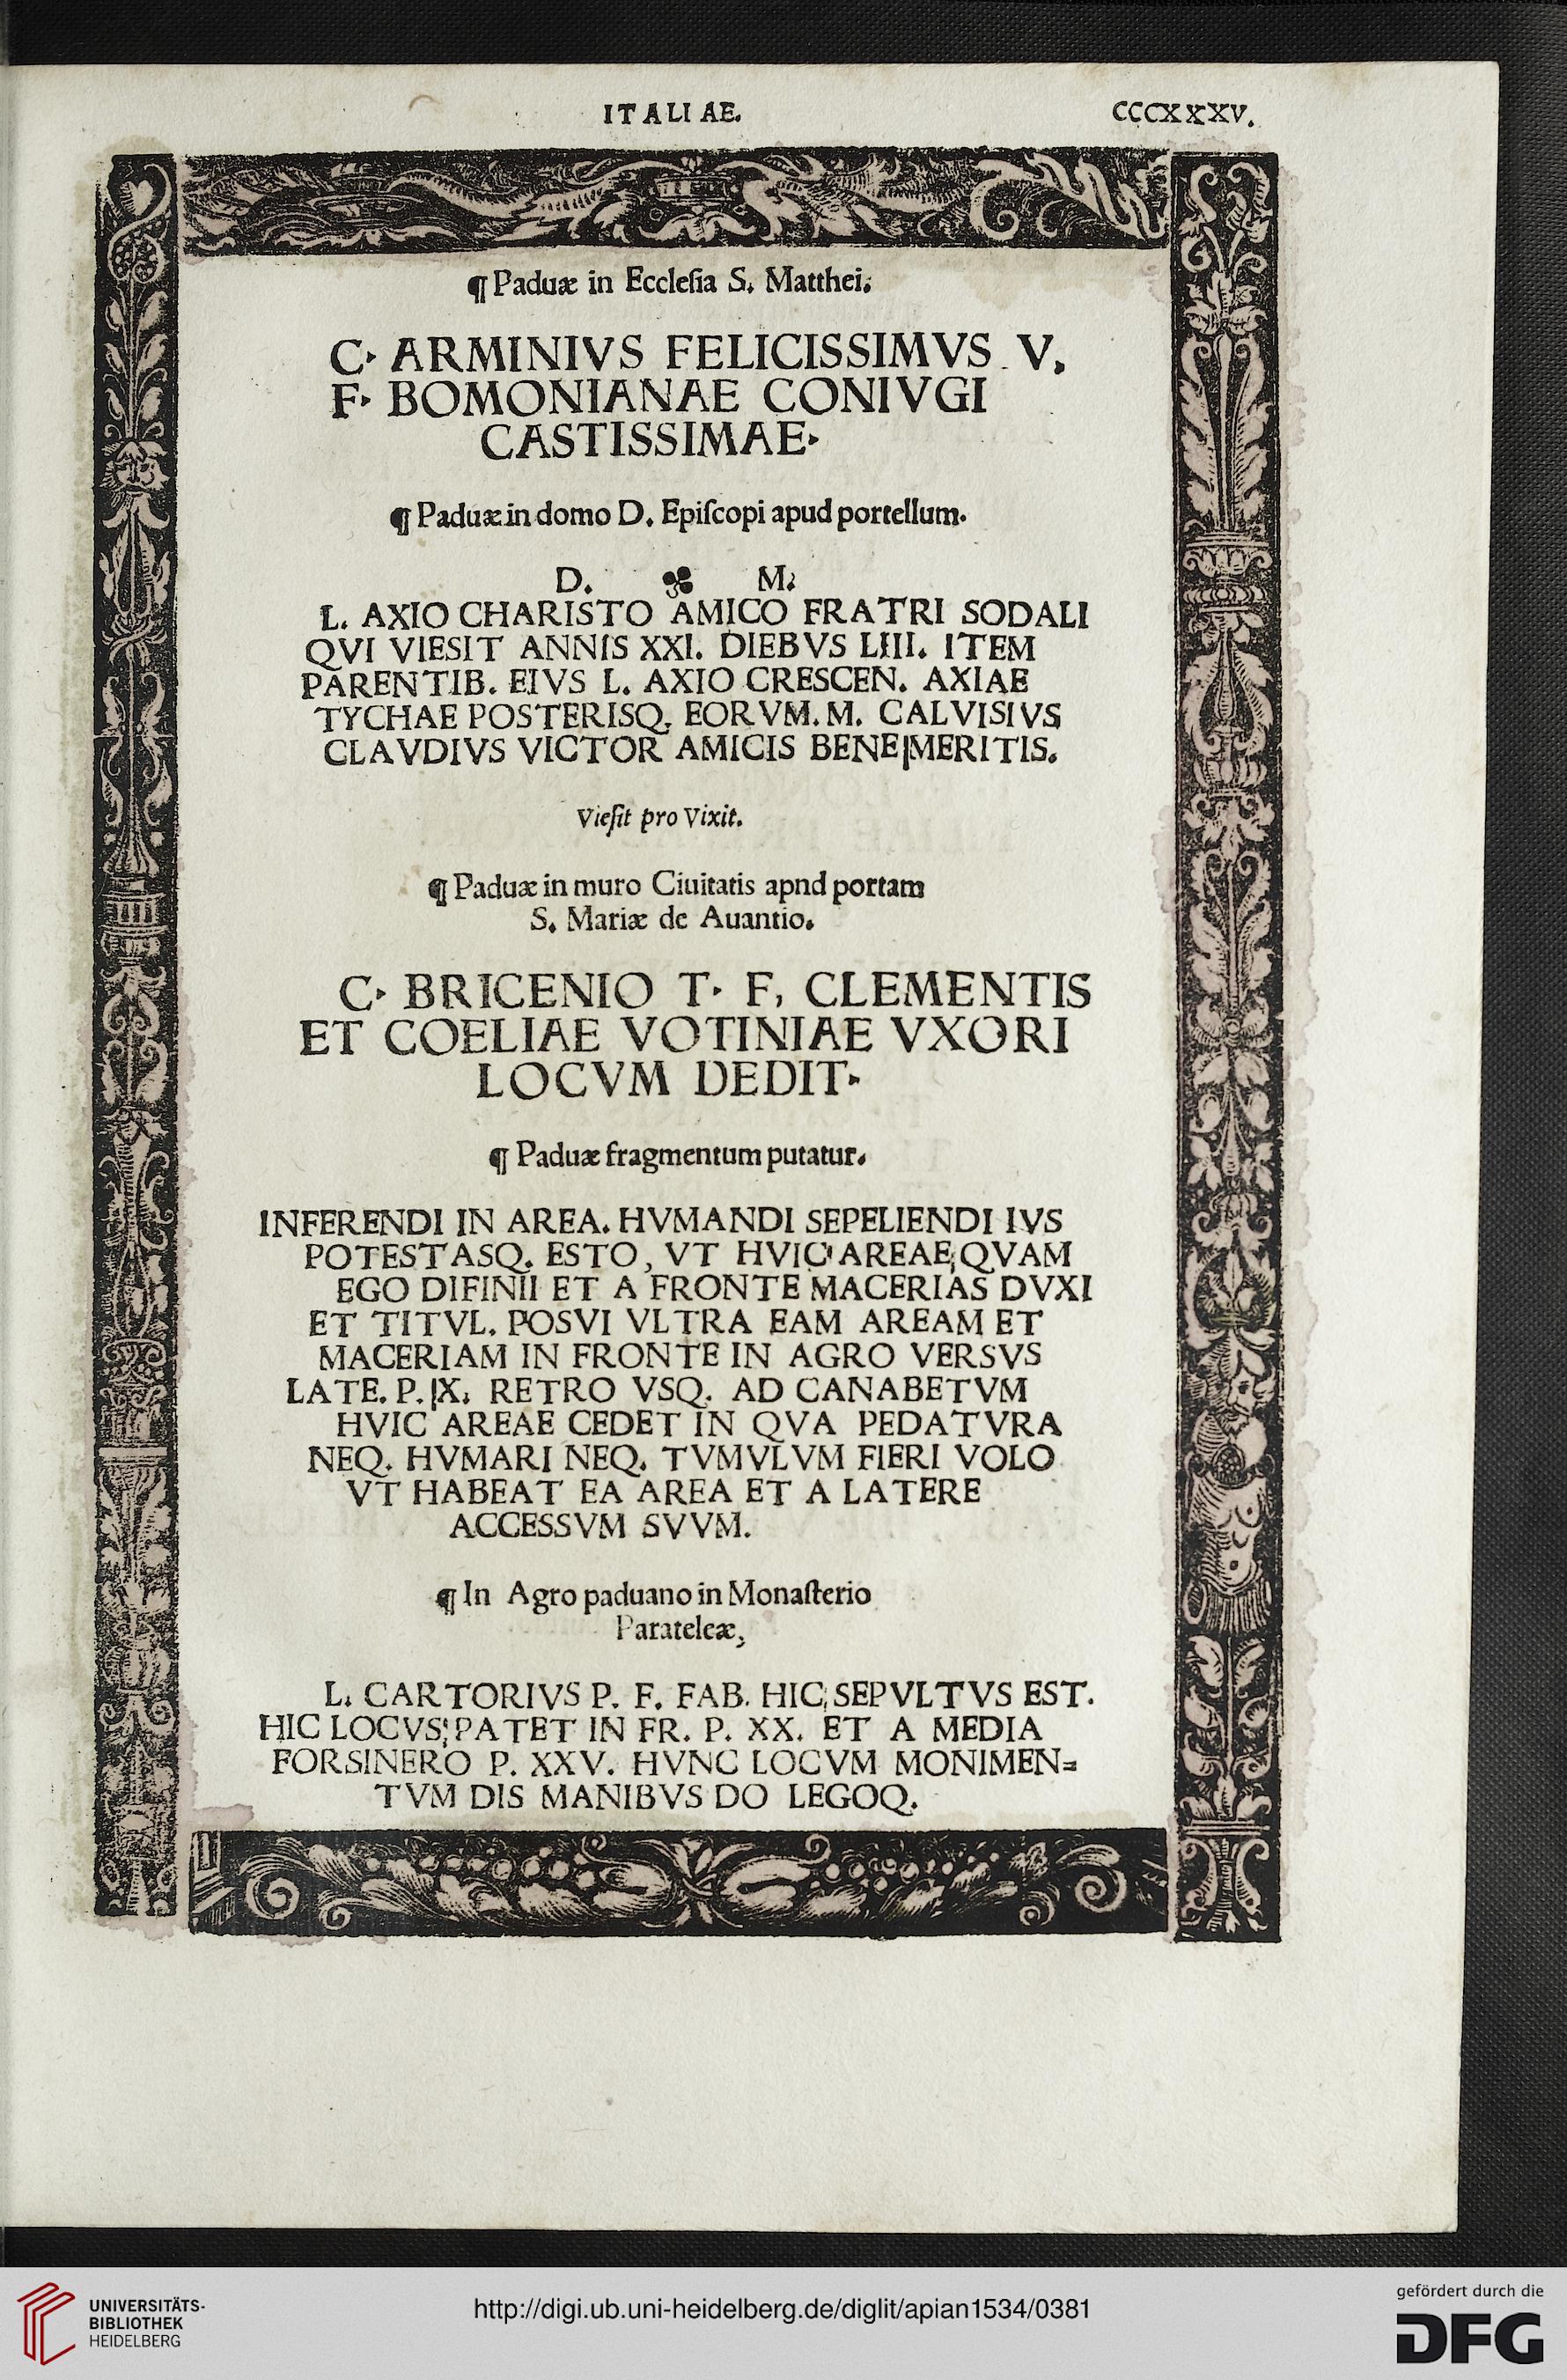 ITALIAE.
CCCXXXV.
¶ Paduæ in Eccleſia S. Matthei.
C. ARMINIVS FELICISSIMVS V,
F. BOMONIANAE CONIVGI
CASTISSIMAE.
¶ Paduæ in domo D. Epiſcopi apud portellum.
D. M.
L. AXIO CHARISTO AMICO FRATRI SODALI
QVI VIESIT ANNIS XXI. DIEBVS LIII. ITEM
PARENTIB. EIVS L. AXIO CRESCEN. AXIAE
TYCHAE POSTERISQ. EORVM. M. CALVISIVS
CLAVDIVS VICTOR AMICIS BENE MERITIS.
Vieſit pro Vixit.
¶ Paduæ in muro Ciuitatis apnd portam
S. Mariæ de Auantio.
C. BRICENIO T. F, CLEMENTIS
ET COELIAE VOTINIAE VXORI
LOCVM DEDIT.
¶ Paduæ fragmentum putatur.
INFERENDI IN AREA. HVMANDI SEPELIENDI IVS
POTESTASQ. ESTO, VT HVIC AREAE QVAM
EGO DIFINII ET A FRONTE MACERIAS DVXI
ET TITVL. POSVI VLTRA EAM AREAM ET
MACERIAM IN FRONTE IN AGRO VERSVS
LATE. P. IX. RETRO VSQ. AD CANABETVM
HVIC AREAE CEDET IN QVA PEDATVRA
NEQ. HVMARI NEQ. TVMVLVM FIERI VOLO
VT HABEAT EA AREA ET A LATERE
ACCESSVM SVVM.
¶ In Agro paduano in Monaſterio
Parateleæ,
L. CARTORIVS P. F. FAB. HIC SEPVLTVS EST.
HIC LOCVS PATET IN FR. P. XX. ET A MEDIA
FORSINERO P. XXV. HVNC LOCVM MONIMEN=
TVM DIS MANIBVS DO LEGOQ.
UNIVERSITÄTS-
BIBLIOTHEK
HEIDELBERG
http://digi.ub.uni-heidelberg.de/diglit/apian1534/0381
gefördert durch die
DFG